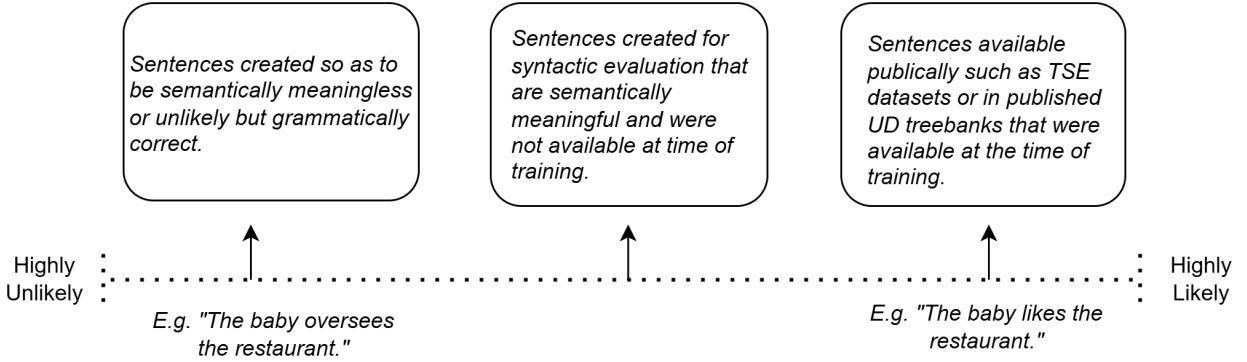 Sentences created so as to
be semantically meaningless
or unlikely but grammatically
correct.
Sentences created for
syntactic evaluation that
are semantically
meaningful and were
not available at time of
training.
Sentences available
publically such as TSE
datasets or in published
UD treebanks that were
available at the time of
training.
Highly
Unlikely
Highly
Likely
E.g. "The baby oversees
the restaurant."
E.g. "The baby likes the
restaurant."